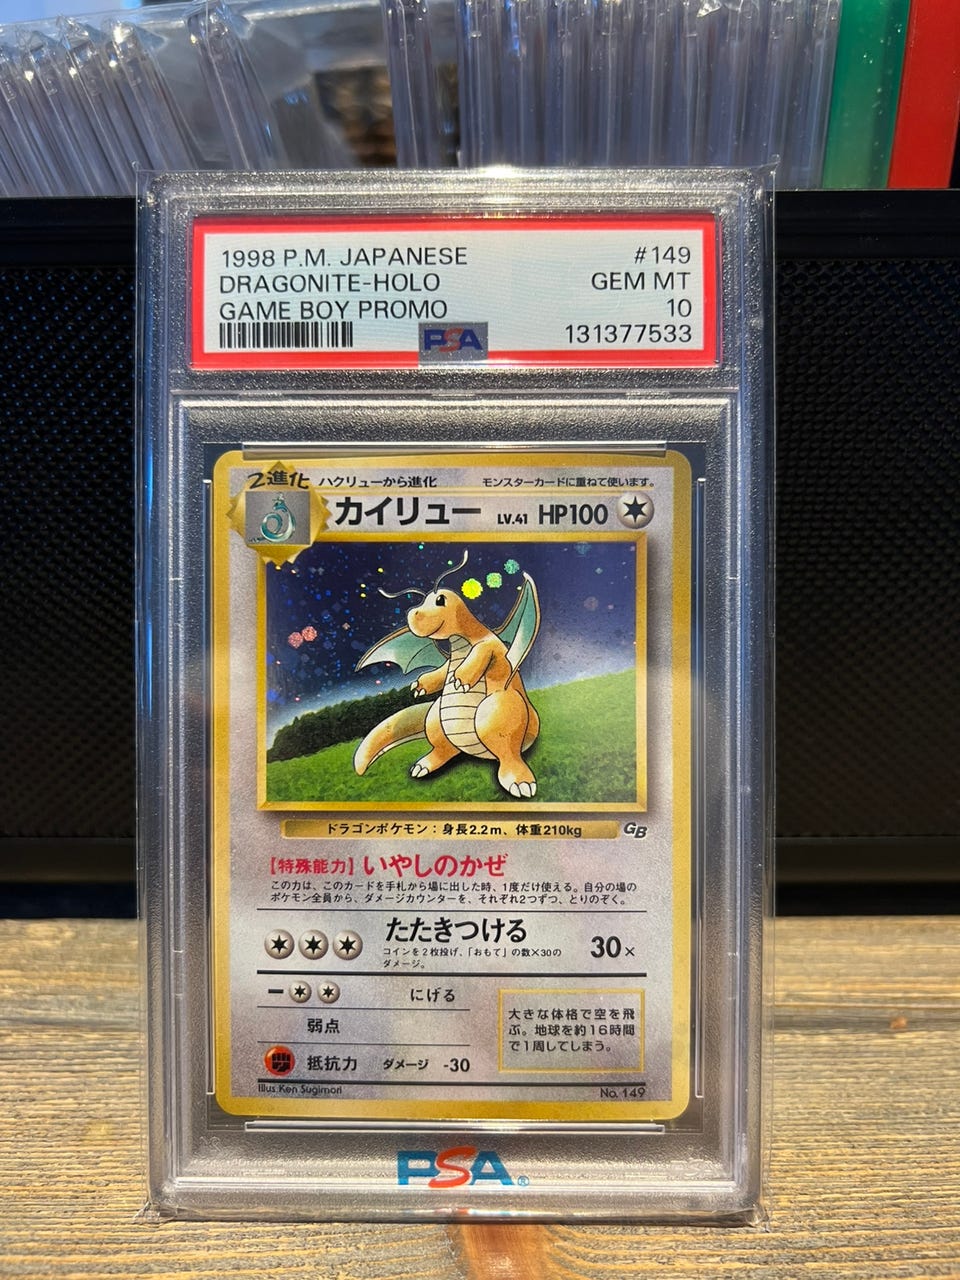 1998 P.M. JAPANESE #149
DRAGONITE-HOLO GEM MT
GAME BOY PROMO 10
PSA 131377533
2進化 ハクリューから進化 モンスターカードに重ねて使います。
カイリュー LV.41 HP100
ドラゴンポケモン：身長2.2m、体重210kg GB
【特殊能力】いやしのかぜ
この力は、このカードを手札から場に出した時、1度だけ使える。自分の場の
ポケモン全員から、ダメージカウンターを、それぞれ2つずつ、とりのぞく。
たたきつける 30×
コインを2枚投げ、「おもて」の数×30の
ダメージ。
にげる
弱点
抵抗力 ダメージ -30
大きな体格で空を飛
ぶ。地球を約16時間
で1周してしまう。
Illus. Ken Sugimori No. 149
PSA®